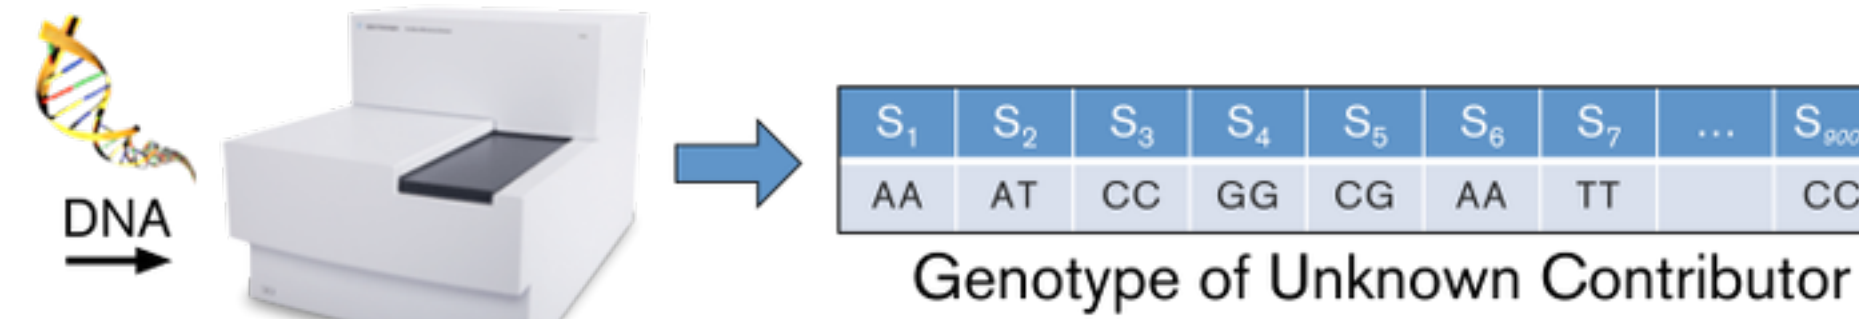 DNA
S₁ S₂ S₃ S₄ S₅ S₆ S₇ ... S₉₀₀
AA AT CC GG CG AA TT CC
Genotype of Unknown Contributor